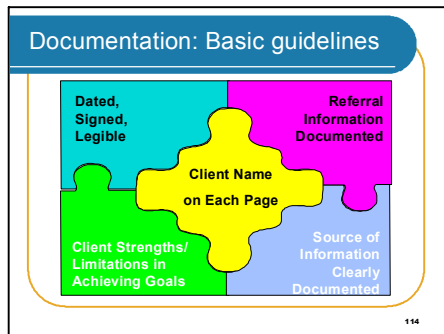 Documentation: Basic guidelines
Dated,
Signed,
Legible
Referral
Information
Documented
Client Name
on Each Page
Client Strengths/
Limitations in
Achieving Goals
Source of
Information
Clearly
Documented
114